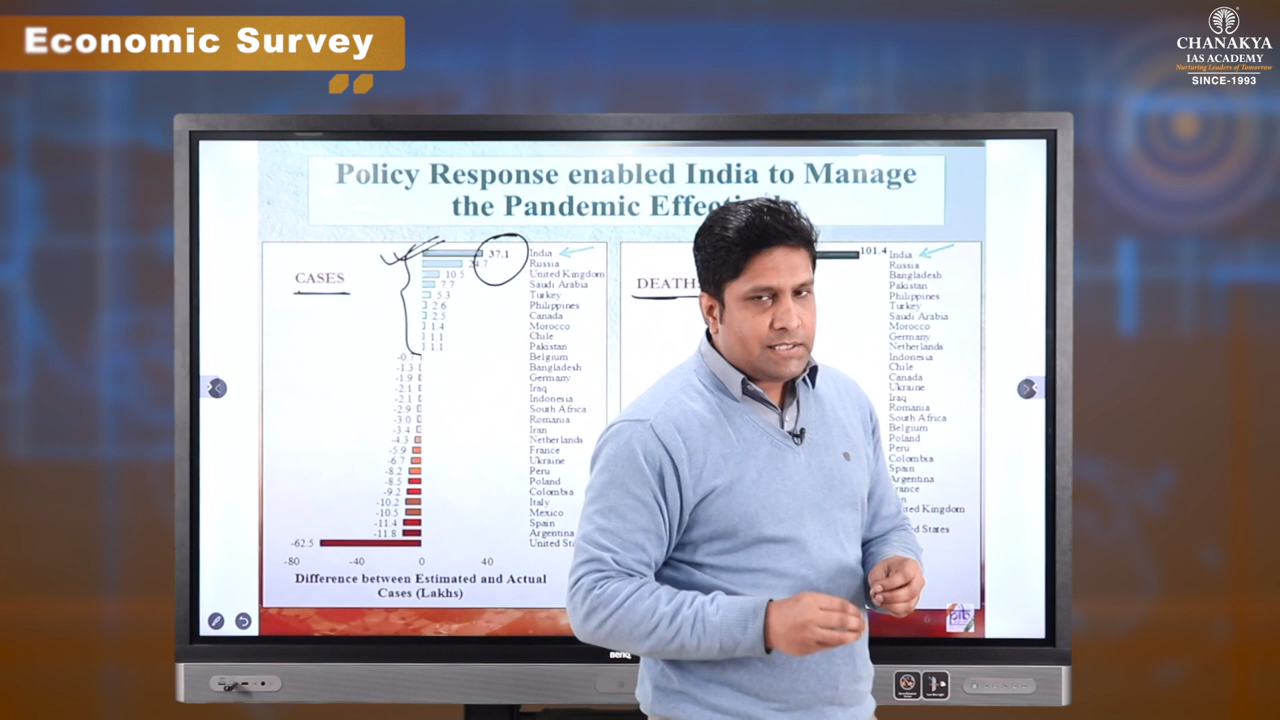 Economic Survey
CHANAKYA
IAS ACADEMY
Nurturing Leaders of Tomorrow
SINCE-1993
Policy Response enabled India to Manage
the Pandemic
CASES
37.1 India
24.7 Russia
10.5 United Kingdom
7.7 Saudi Arabia
5.3 Turkey
2.6 Philippines
2.5 Canada
1.4 Morocco
1.1 Chile
1.1 Pakistan
Belgium
-1.3 Bangladesh
-1.9 Germany
-2.1 Iraq
-2.1 Indonesia
-2.9 South Africa
-3.0 Romania
-3.4 Iran
-4.3 Netherlands
-5.9 France
-6.7 Ukraine
-8.2 Peru
-8.5 Poland
-9.2 Colombia
-10.2 Italy
-10.5 Mexico
-11.4 Spain
-11.8 Argentina
-62.5 United
-80 -40 0 40
Difference between Estimated and Actual
Cases (Lakhs)
101.4 India
Russia
Bangladesh
Pakistan
Philippines
Turkey
Saudi Arabia
Morocco
Germany
Netherlands
Indonesia
Chile
Canada
Ukraine
Iraq
Romania
South Africa
Belgium
Poland
Peru
Colombia
Spain
Argentina
Kingdom
States
6
pib
BenQ